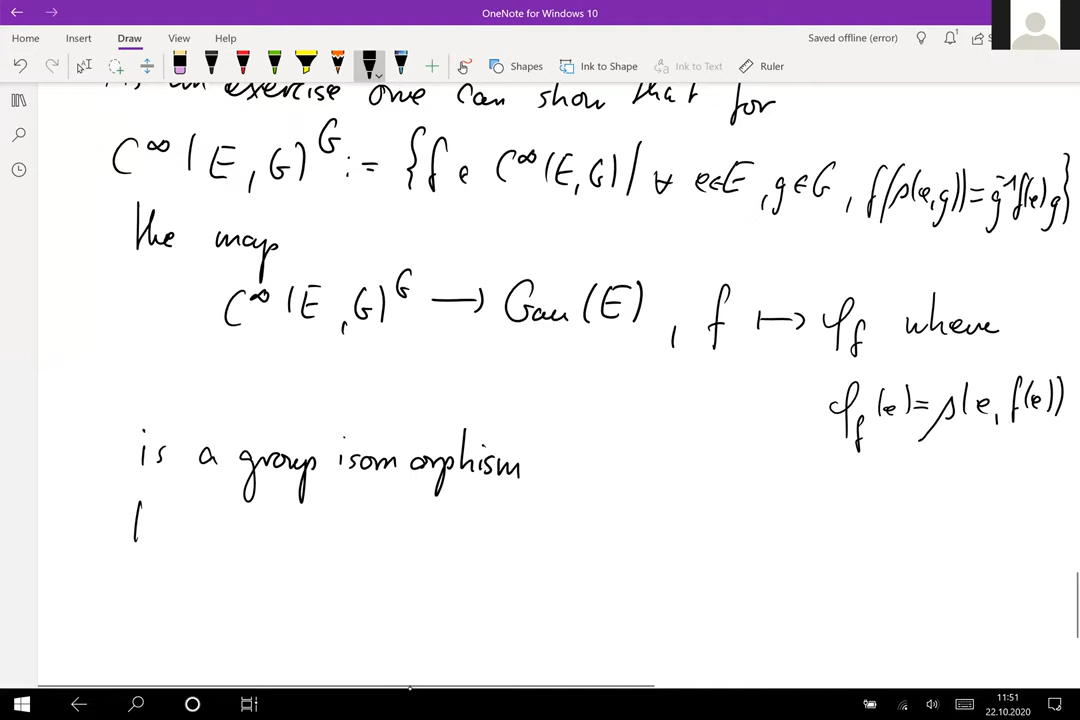 OneNote for Windows 10
Home Insert Draw View Help Saved offline (error)
Shapes Ink to Shape Ink to Text Ruler
an exercise one can show that for
C^∞(E,G)^G := {f ∈ C^∞(E,G) / ∀ e∈E, g∈G, f(ρ(e,g)) = g^{-1}f(e)g}
the map
C^∞(E,G)^G → Gau(E), f ↦ φ_f where
φ_f(e) = ρ(e, f(e))
is a group isomorphism
(
11:51
22.10.2020